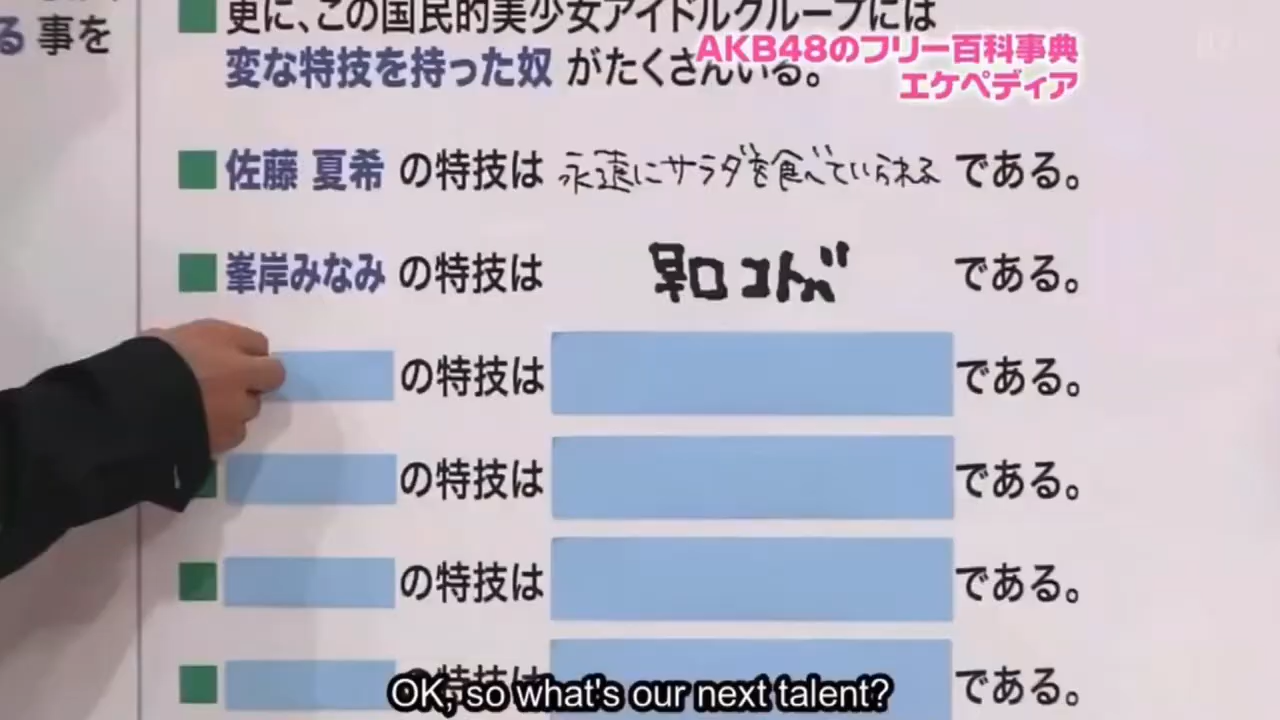 る 事を
更に、この国民的美少女アイドルグループには
変な特技を持った奴 がたくさんいる。
AKB48のフリー百科事典
エケペディア
佐藤 夏希 の特技は 永遠にサラダを食べていられる である。
峯岸みなみ の特技は 早口コトバ である。
の特技は である。
の特技は である。
の特技は である。
の特技は である。
OK, so what's our next talent?